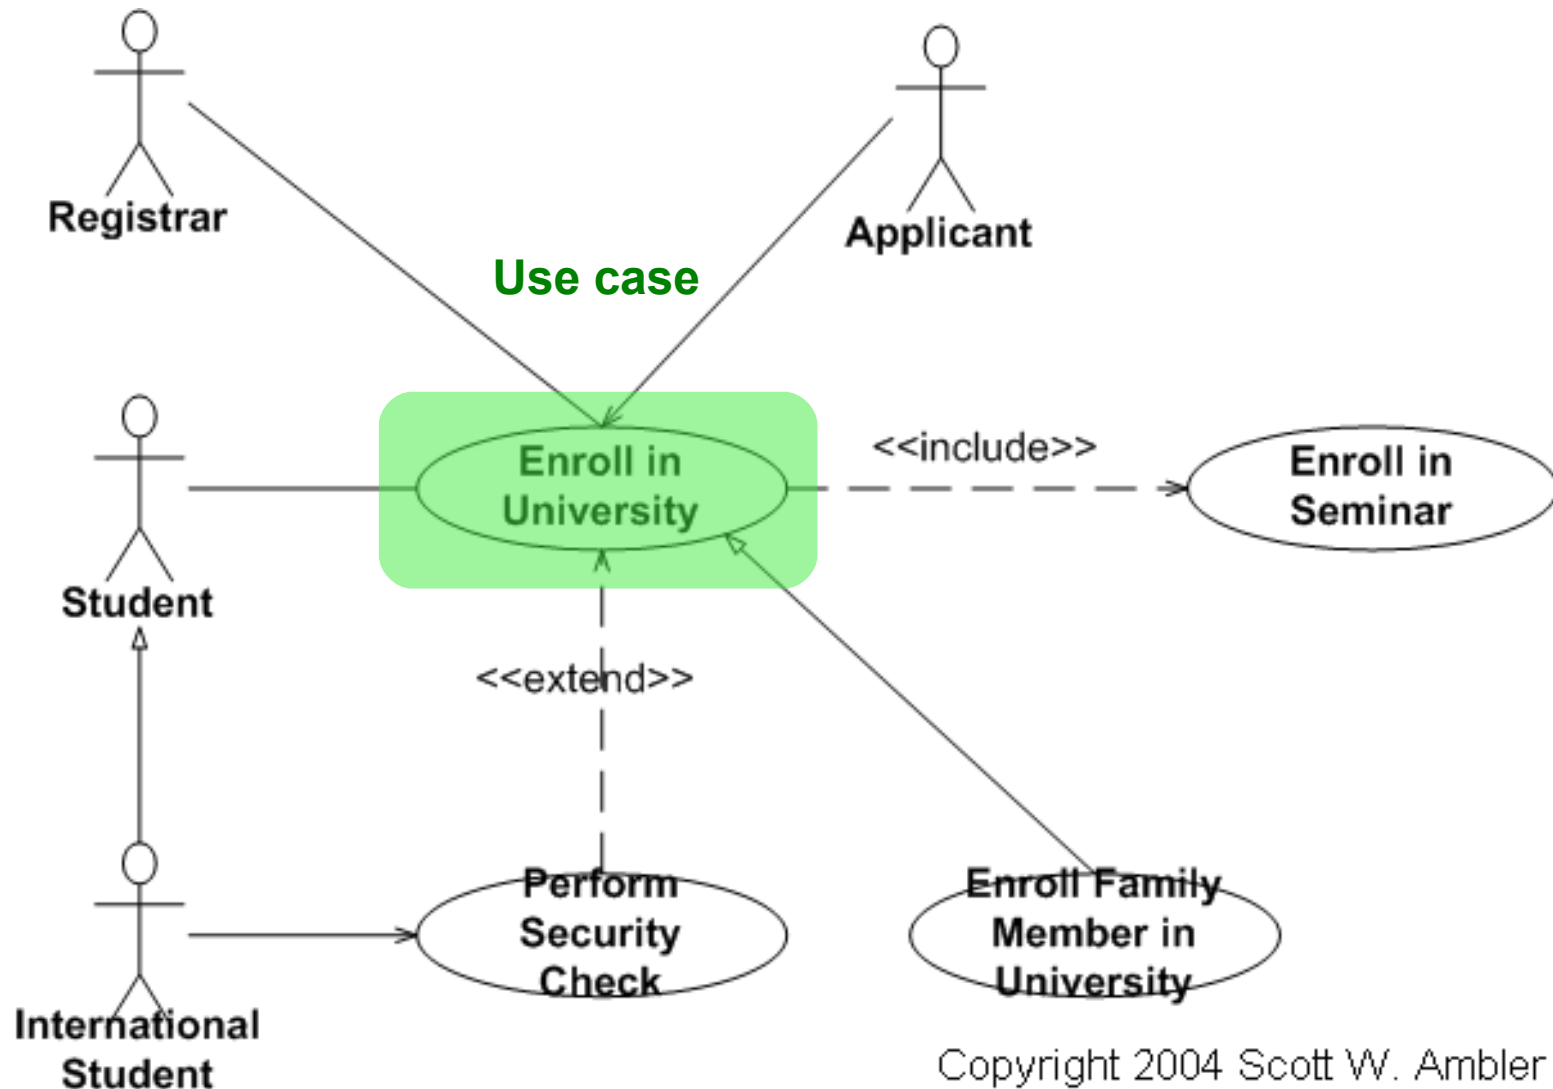 Registrar
Applicant
Use case
Enroll in
University
<<include>>
Enroll in
Seminar
Student
<<extend>>
Perform
Security
Check
Enroll Family
Member in
University
International
Student
Copyright 2004 Scott W. Ambler